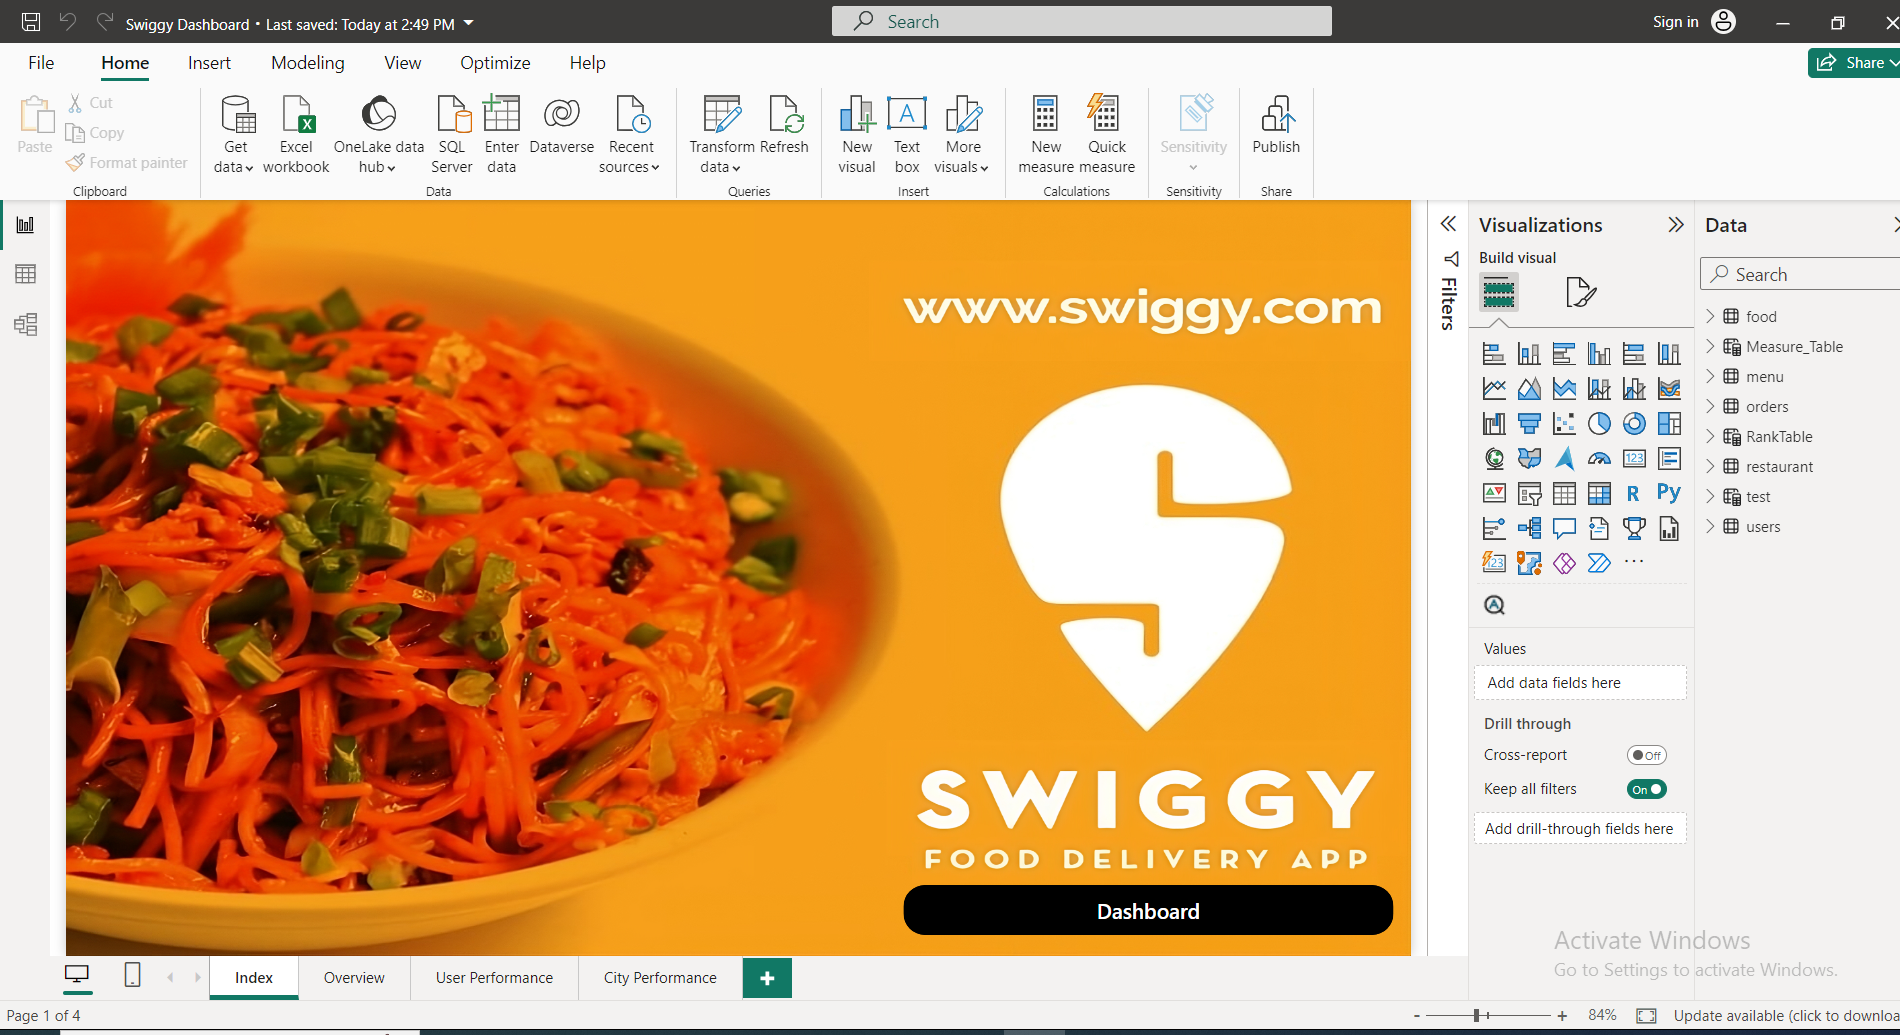 Swiggy Dashboard • Last saved: Today at 2:49 PM
Search
Sign in
File Home Insert Modeling View Optimize Help
Share
Paste
Cut
Copy
Format painter
Clipboard
Get data
Excel workbook
OneLake data hub
SQL Server
Enter data
Dataverse
Recent sources
Data
Transform data
Refresh
Queries
New visual
Text box
More visuals
Insert
New measure
Quick measure
Calculations
Sensitivity
Sensitivity
Publish
Share
www.swiggy.com
SWIGGY
FOOD DELIVERY APP
Dashboard
Filters
Visualizations
Build visual
123
R
Py
123
Values
Add data fields here
Drill through
Cross-report
Off
Keep all filters
On
Add drill-through fields here
Data
Search
food
Measure_Table
menu
orders
RankTable
restaurant
test
users
Activate Windows
Go to Settings to activate Windows.
Index
Overview
User Performance
City Performance
+
Page 1 of 4
- + 84%
Update available (click to downloa